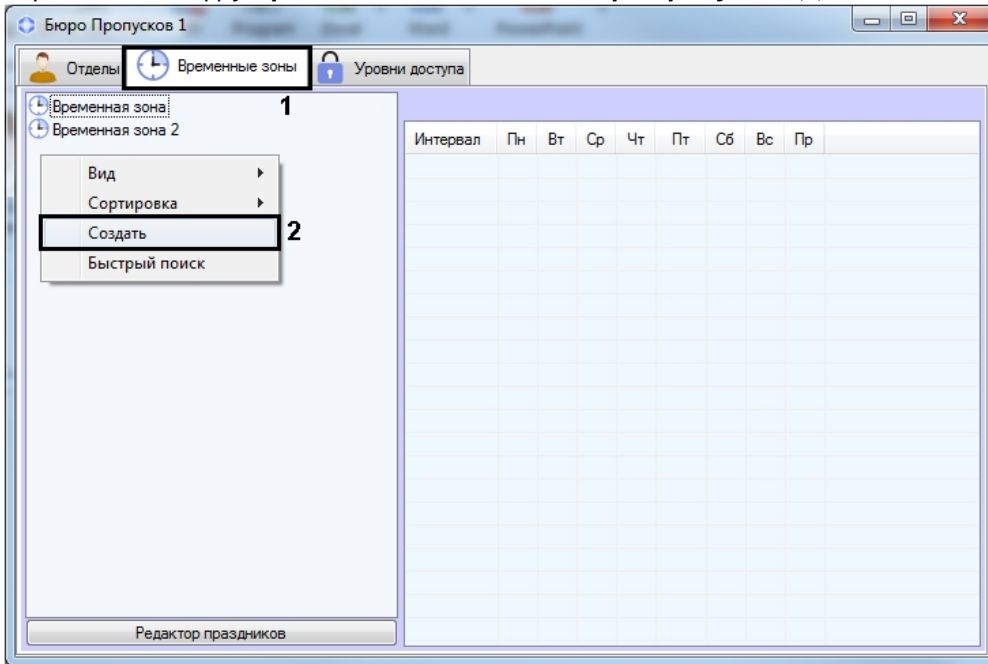 Бюро Пропусков 1
Отделы Временные зоны Уровни доступа
1
Временная зона
Временная зона 2
Интервал Пн Вт Ср Чт Пт Сб Вс Пр
Вид
Сортировка
Создать 2
Быстрый поиск
Редактор праздников